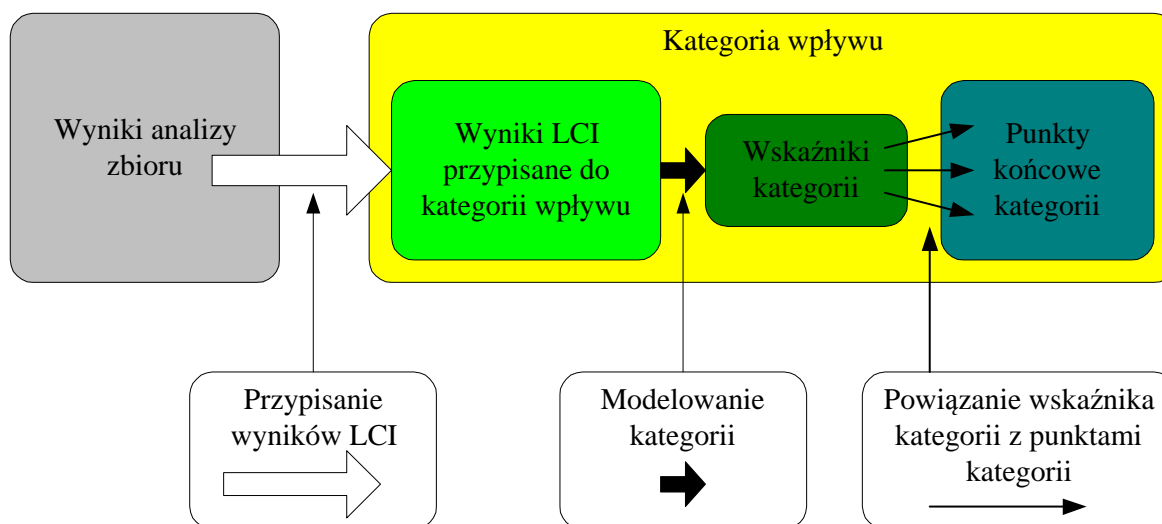 Kategoria wpływu
Wyniki analizy
zbioru
Wyniki LCI
przypisane do
kategorii wpływu
Wskaźniki
kategorii
Punkty
końcowe
kategorii
Przypisanie
wyników LCI
Modelowanie
kategorii
Powiązanie wskaźnika
kategorii z punktami
kategorii